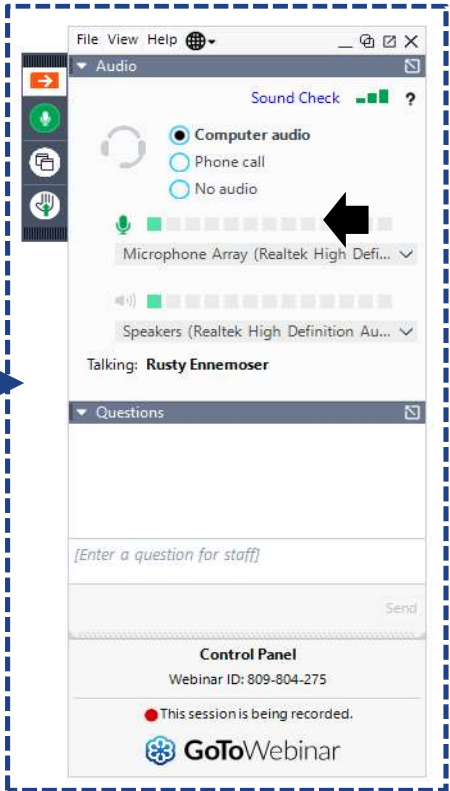 File View Help
Audio
Sound Check ?
Computer audio
Phone call
No audio
Microphone Array (Realtek High Defi...
Speakers (Realtek High Definition Au...
Talking: Rusty Ennemoser
Questions
[Enter a question for staff]
Send
Control Panel
Webinar ID: 809-804-275
This session is being recorded.
GoToWebinar